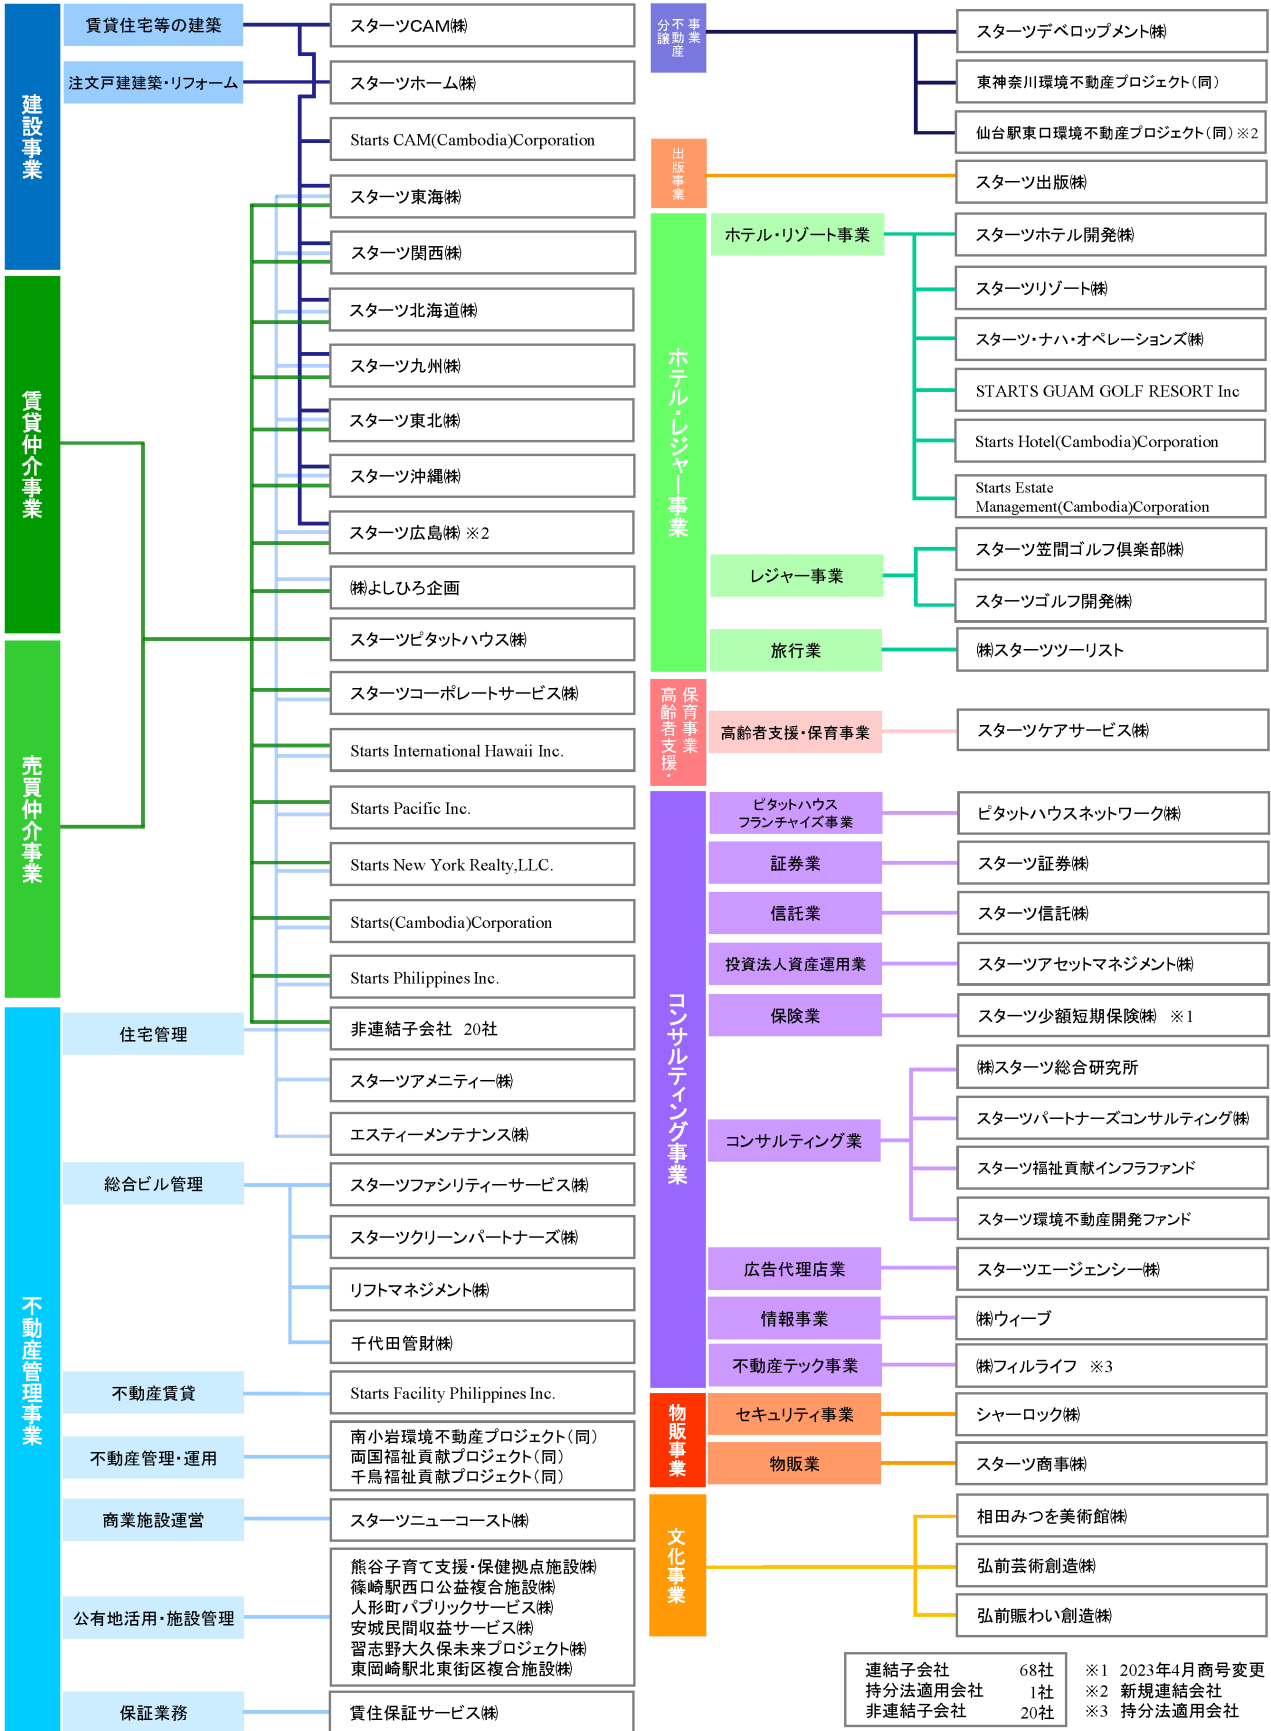 建設事業
賃貸住宅等の建築
スターツCAM㈱
注文戸建建築・リフォーム
スターツホーム㈱
Starts CAM(Cambodia)Corporation
スターツ東海㈱
スターツ関西㈱
スターツ北海道㈱
スターツ九州㈱
スターツ東北㈱
スターツ沖縄㈱
スターツ広島㈱ ※2
㈱よしひろ企画
賃貸仲介事業
売買仲介事業
スターツピタットハウス㈱
スターツコーポレートサービス㈱
Starts International Hawaii Inc.
Starts Pacific Inc.
Starts New York Realty,LLC.
Starts(Cambodia)Corporation
Starts Philippines Inc.
不動産管理事業
住宅管理
非連結子会社 20社
スターツアメニティー㈱
エスティーメンテナンス㈱
総合ビル管理
スターツファシリティーサービス㈱
スターツクリーンパートナーズ㈱
リフトマネジメント㈱
千代田管財㈱
不動産賃貸
Starts Facility Philippines Inc.
不動産管理・運用
南小岩環境不動産プロジェクト(同)
両国福祉貢献プロジェクト(同)
千鳥福祉貢献プロジェクト(同)
商業施設運営
スターツニューコースト㈱
公有地活用・施設管理
熊谷子育て支援・保健拠点施設㈱
篠崎駅西口公益複合施設㈱
人形町パブリックサービス㈱
安城民間収益サービス㈱
習志野大久保未来プロジェクト㈱
東岡崎駅北東街区複合施設㈱
保証業務
賃住保証サービス㈱
事業
不動産
分譲
スターツデベロップメント㈱
東神奈川環境不動産プロジェクト(同)
仙台駅東口環境不動産プロジェクト(同)※2
出版事業
スターツ出版㈱
ホテル・レジャー事業
ホテル・リゾート事業
スターツホテル開発㈱
スターツリゾート㈱
スターツ・ナハ・オペレーションズ㈱
STARTS GUAM GOLF RESORT Inc
Starts Hotel(Cambodia)Corporation
Starts Estate
Management(Cambodia)Corporation
レジャー事業
スターツ笠間ゴルフ倶楽部㈱
スターツゴルフ開発㈱
旅行業
㈱スターツツーリスト
保育事業
高齢者支援・
高齢者支援・保育事業
スターツケアサービス㈱
コンサルティング事業
ピタットハウス
フランチャイズ事業
ピタットハウスネットワーク㈱
証券業
スターツ証券㈱
信託業
スターツ信託㈱
投資法人資産運用業
スターツアセットマネジメント㈱
保険業
スターツ少額短期保険㈱ ※1
コンサルティング業
㈱スターツ総合研究所
スターツパートナーズコンサルティング㈱
スターツ福祉貢献インフラファンド
スターツ環境不動産開発ファンド
広告代理店業
スターツエージェンシー㈱
情報事業
㈱ウィーブ
不動産テック事業
㈱フィルライフ ※3
物販事業
セキュリティ事業
シャーロック㈱
物販業
スターツ商事㈱
文化事業
相田みつを美術館㈱
弘前芸術創造㈱
弘前賑わい創造㈱
連結子会社 68社
持分法適用会社 1社
非連結子会社 20社
※1 2023年4月商号変更
※2 新規連結会社
※3 持分法適用会社